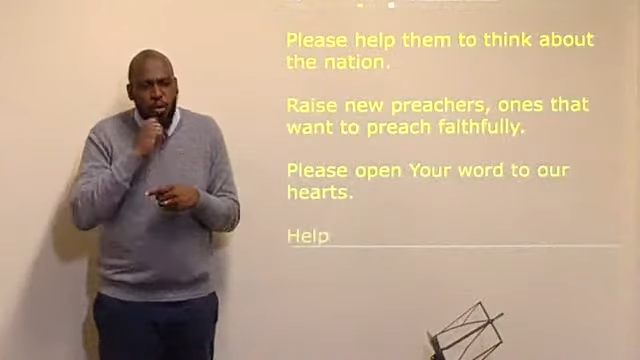 Please help them to think about
the nation.
Raise new preachers, ones that
want to preach faithfully.
Please open Your word to our
hearts.
Help